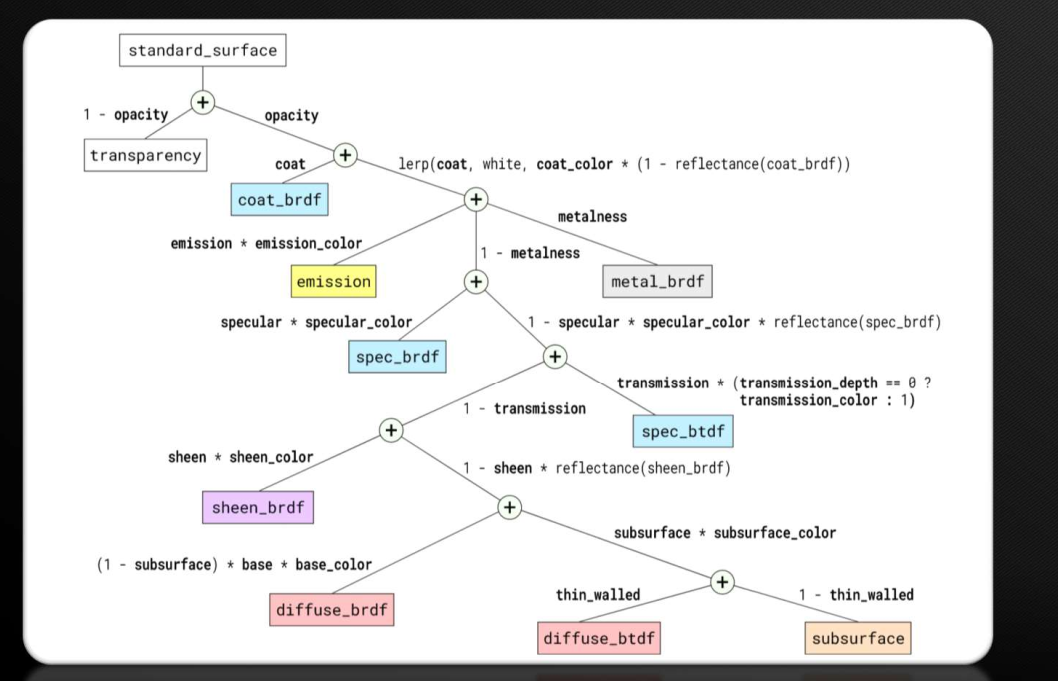 standard_surface
+
1 - opacity
opacity
transparency
+
coat
lerp(coat, white, coat_color * (1 - reflectance(coat_brdf))
coat_brdf
+
metalness
emission * emission_color
1 - metalness
emission
+
metal_brdf
specular * specular_color
1 - specular * specular_color * reflectance(spec_brdf)
spec_brdf
+
transmission * (transmission_depth == 0 ?
transmission_color : 1)
1 - transmission
+
spec_btdf
sheen * sheen_color
1 - sheen * reflectance(sheen_brdf)
sheen_brdf
+
subsurface * subsurface_color
(1 - subsurface) * base * base_color
+
thin_walled
1 - thin_walled
diffuse_brdf
diffuse_btdf
subsurface